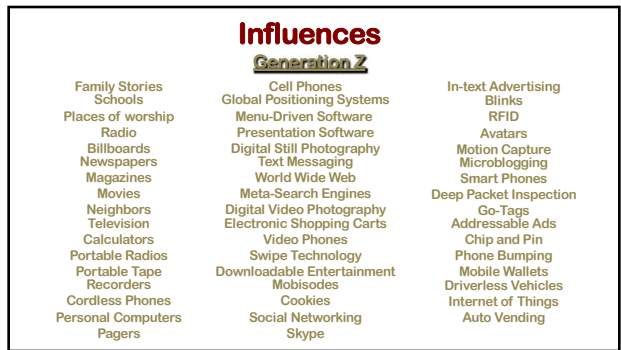 Influences
Generation Z
Family Stories
Schools
Places of worship
Radio
Billboards
Newspapers
Magazines
Movies
Neighbors
Television
Calculators
Portable Radios
Portable Tape
Recorders
Cordless Phones
Personal Computers
Pagers
Cell Phones
Global Positioning Systems
Menu-Driven Software
Presentation Software
Digital Still Photography
Text Messaging
World Wide Web
Meta-Search Engines
Digital Video Photography
Electronic Shopping Carts
Video Phones
Swipe Technology
Downloadable Entertainment
Mobisodes
Cookies
Social Networking
Skype
In-text Advertising
Blinks
RFID
Avatars
Motion Capture
Microblogging
Smart Phones
Deep Packet Inspection
Go-Tags
Addressable Ads
Chip and Pin
Phone Bumping
Mobile Wallets
Driverless Vehicles
Internet of Things
Auto Vending